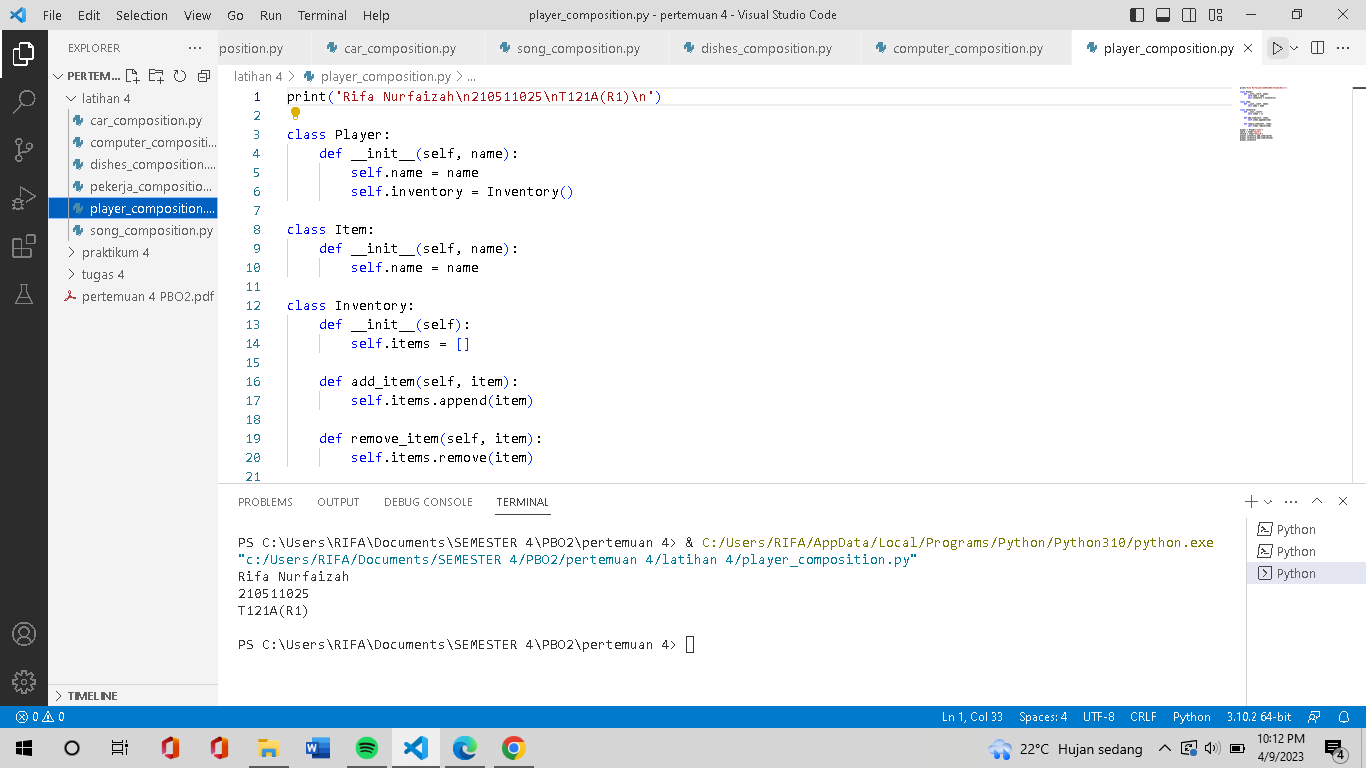 File Edit Selection View Go Run Terminal Help player_composition.py - pertemuan 4 - Visual Studio Code
EXPLORER ...
PERTEM...
latihan 4
car_composition.py
computer_compositi...
dishes_composition....
pekerja_compositio...
player_composition....
song_composition.py
praktikum 4
tugas 4
pertemuan 4 PBO2.pdf
TIMELINE
position.py car_composition.py song_composition.py dishes_composition.py computer_composition.py player_composition.py
latihan 4 > player_composition.py > ...
1 print('Rifa Nurfaizah\n210511025\nT121A(R1)\n')
2
3 class Player:
4 def __init__(self, name):
5 self.name = name
6 self.inventory = Inventory()
7
8 class Item:
9 def __init__(self, name):
10 self.name = name
11
12 class Inventory:
13 def __init__(self):
14 self.items = []
15
16 def add_item(self, item):
17 self.items.append(item)
18
19 def remove_item(self, item):
20 self.items.remove(item)
21
PROBLEMS OUTPUT DEBUG CONSOLE TERMINAL
PS C:\Users\RIFA\Documents\SEMESTER 4\PBO2\pertemuan 4> & C:/Users/RIFA/AppData/Local/Programs/Python/Python310/python.exe
"c:/Users/RIFA/Documents/SEMESTER 4/PBO2/pertemuan 4/latihan 4/player_composition.py"
Rifa Nurfaizah
210511025
T121A(R1)
PS C:\Users\RIFA\Documents\SEMESTER 4\PBO2\pertemuan 4>
Python
Python
Python
0 0 Ln 1, Col 33 Spaces: 4 UTF-8 CRLF Python 3.10.2 64-bit
22°C Hujan sedang 10:12 PM
4/9/2023
4